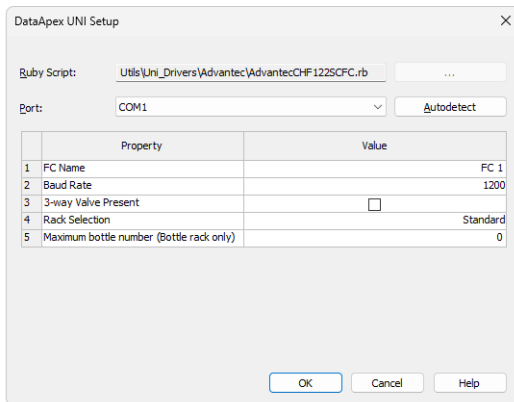 DataApex UNI Setup
Ruby Script: Utils\Uni_Drivers\Advantec\AdvantecCHF122SCFC.rb ...
Port: COM1 Autodetect
Property Value
1 FC Name FC 1
2 Baud Rate 1200
3 3-way Valve Present
4 Rack Selection Standard
5 Maximum bottle number (Bottle rack only) 0
OK Cancel Help